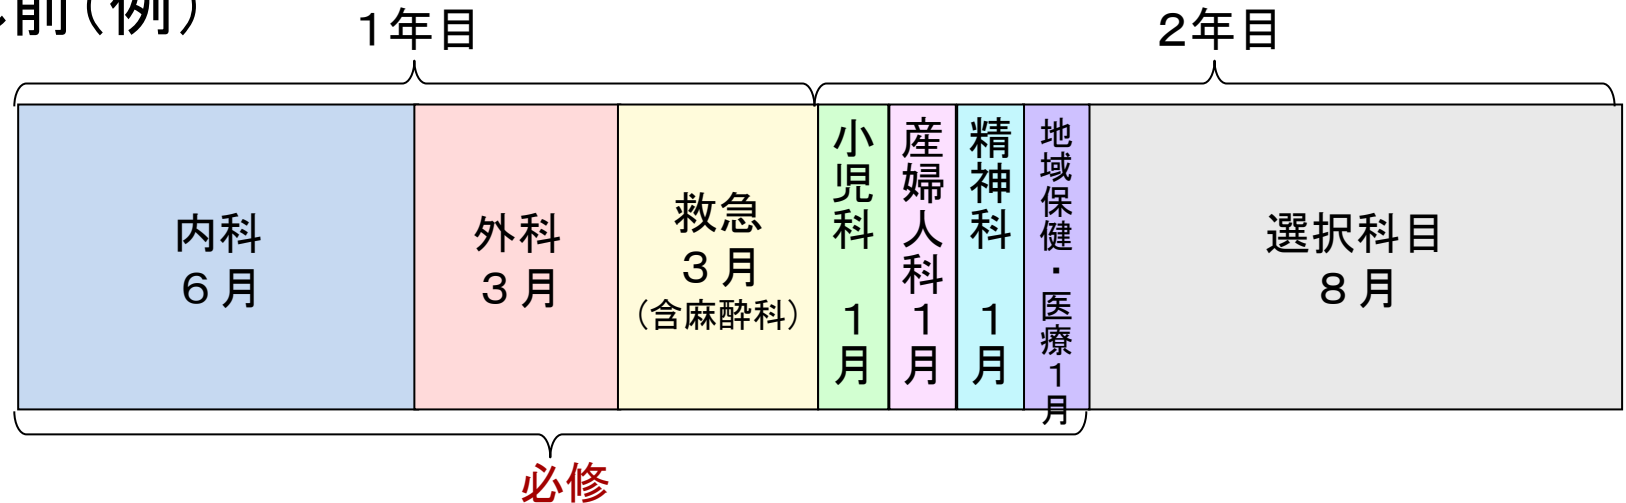 前(例)
1年目
2年目
内科
6月
外科
3月
救急
3月
(含麻酔科)
小児科 1月
産婦人科1月
精神科 1月
地域保健・医療1月
選択科目
8月
必修